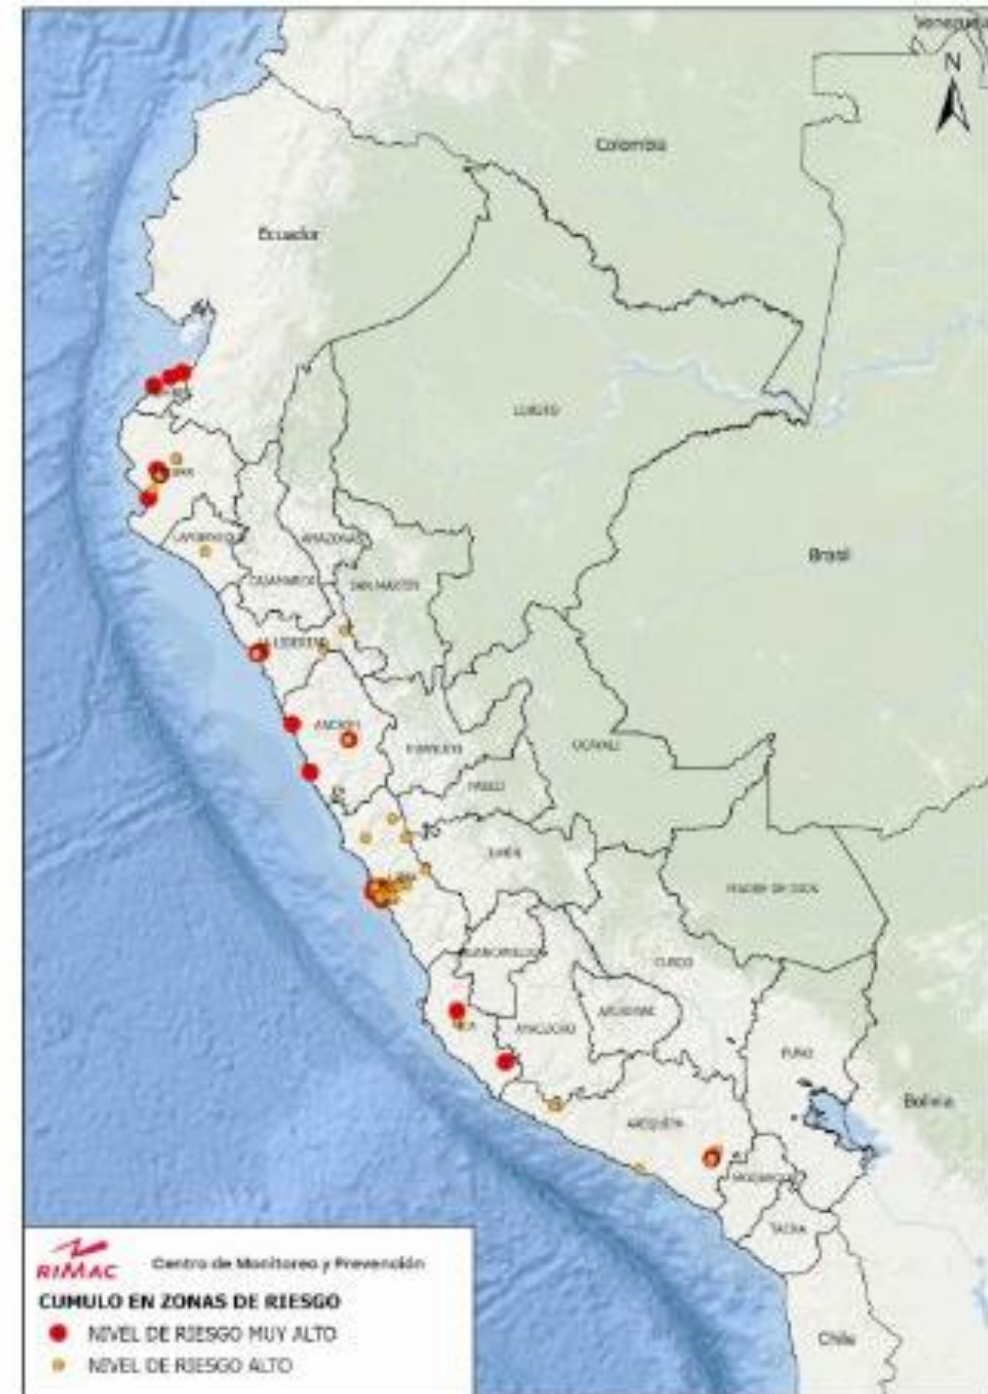 Venezuela
N
Colombia
Ecuador
LORETO
AMAZONAS
Brasil
CAJAMARCA
SAN MARTIN
LA LIBERTAD
ANCASH
HUANUCO
UCAYALI
PASCO
JUNIN
MADRE DE DIOS
CUSCO
APURIMAC
AYACUCHO
PUNO
Bolivia
AREQUIPA
MOQUEGUA
TACNA
Chile
RIMAC
Centro de Monitoreo y Prevención
CUMULO EN ZONAS DE RIESGO
NIVEL DE RIESGO MUY ALTO
NIVEL DE RIESGO ALTO